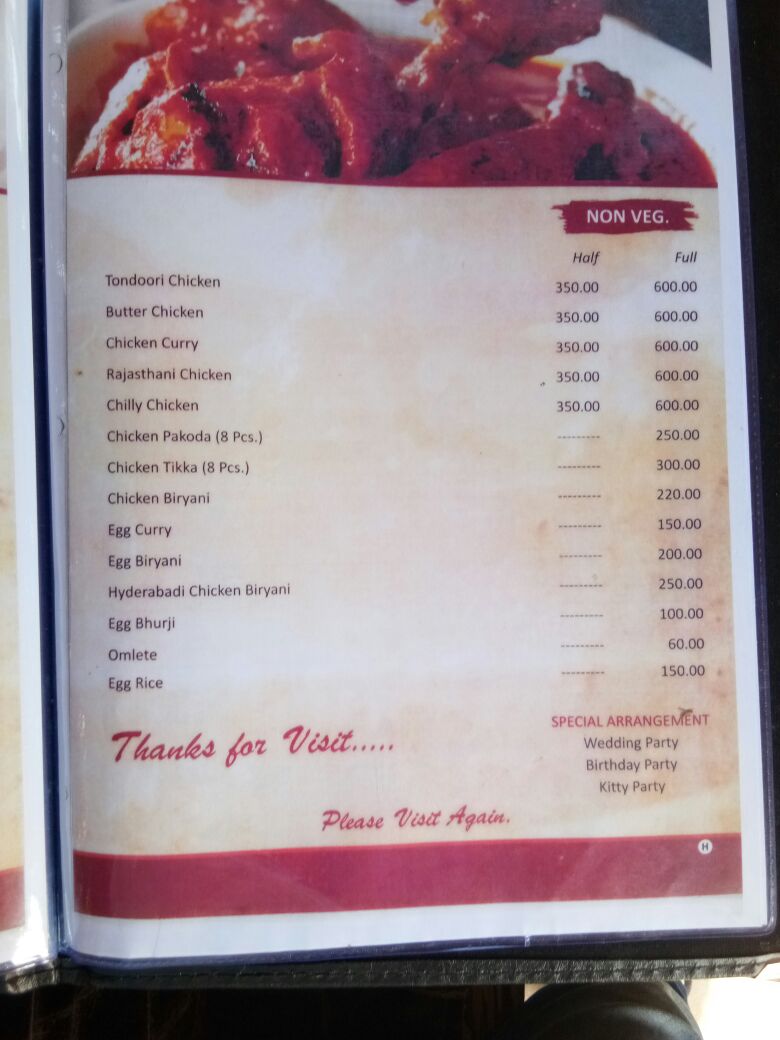 NON VEG.
Half Full
Tondoori Chicken 350.00 600.00
Butter Chicken 350.00 600.00
Chicken Curry 350.00 600.00
Rajasthani Chicken 350.00 600.00
Chilly Chicken 350.00 600.00
Chicken Pakoda (8 Pcs.) --------- 250.00
Chicken Tikka (8 Pcs.) --------- 300.00
Chicken Biryani --------- 220.00
Egg Curry --------- 150.00
Egg Biryani --------- 200.00
Hyderabadi Chicken Biryani --------- 250.00
Egg Bhurji --------- 100.00
Omlete --------- 60.00
Egg Rice --------- 150.00
Thanks for Visit.....
SPECIAL ARRANGEMENT
Wedding Party
Birthday Party
Kitty Party
Please Visit Again.
H